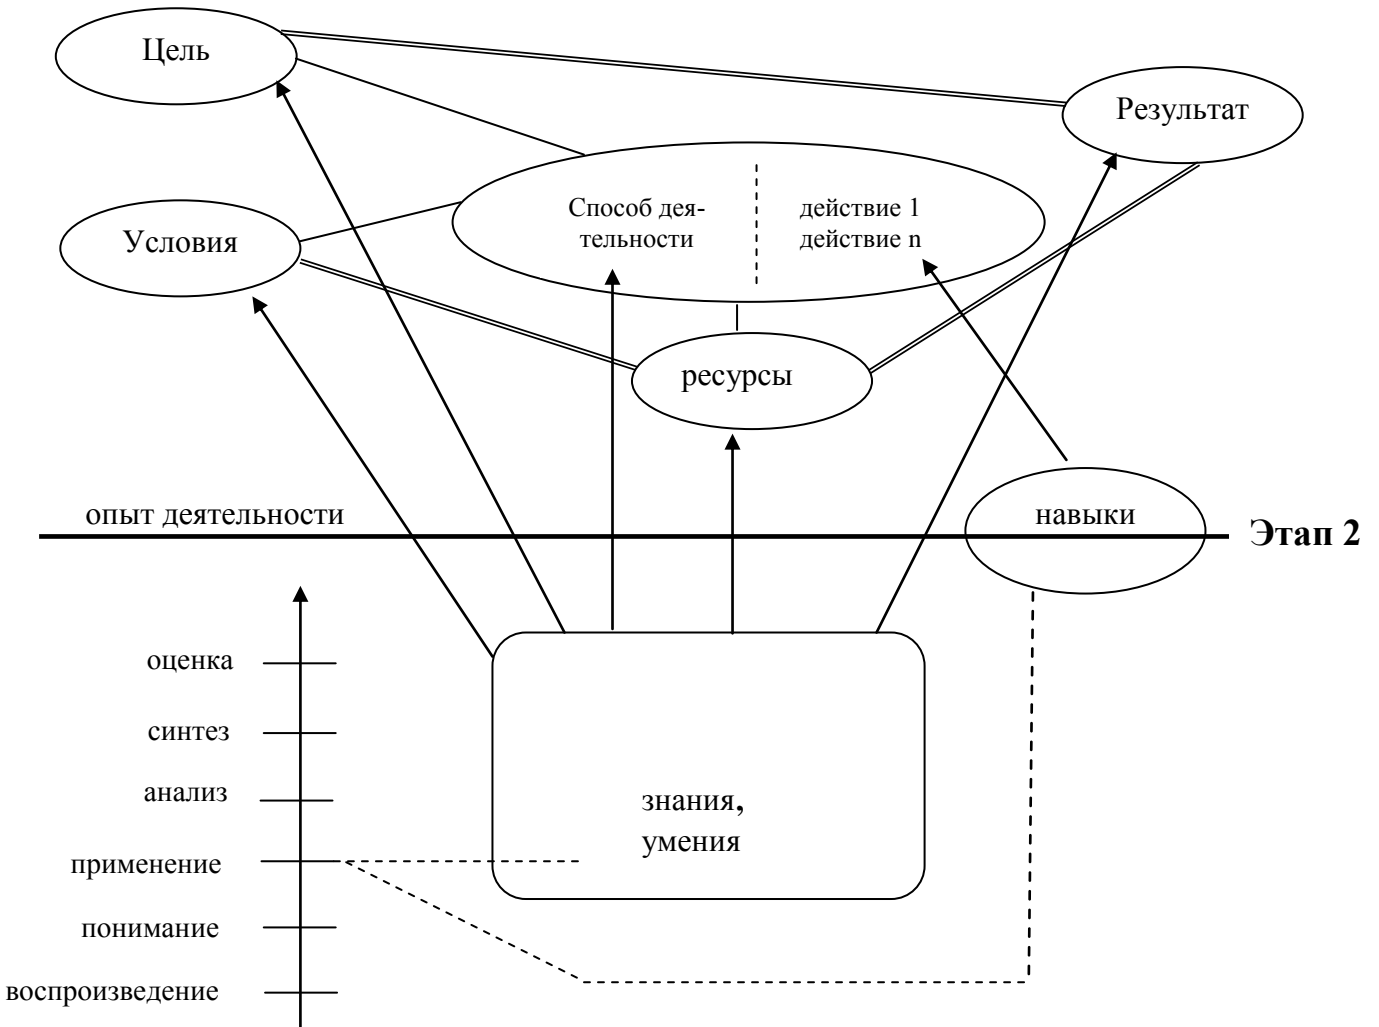 Цель
Результат
Способ дея-
тельности
действие 1
действие n
Условия
ресурсы
опыт деятельности
навыки
Этап 2
оценка
синтез
анализ
знания,
умения
применение
понимание
воспроизведение